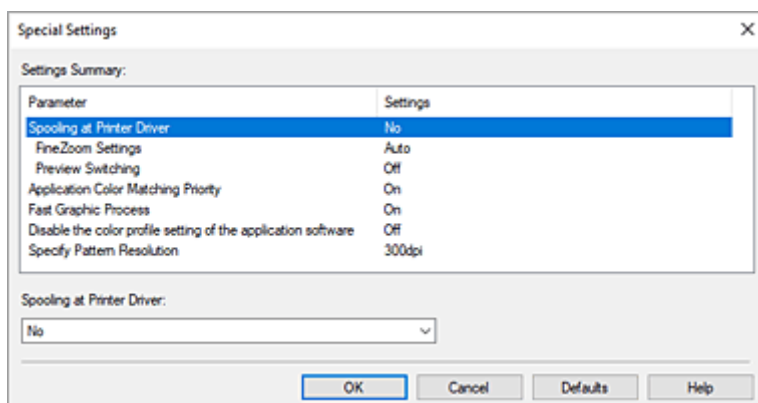 Special Settings
Settings Summary:
Parameter Settings
Spooling at Printer Driver No
FineZoom Settings Auto
Preview Switching Off
Application Color Matching Priority On
Fast Graphic Process On
Disable the color profile setting of the application software Off
Specify Pattern Resolution 300dpi
Spooling at Printer Driver:
No
OK Cancel Defaults Help